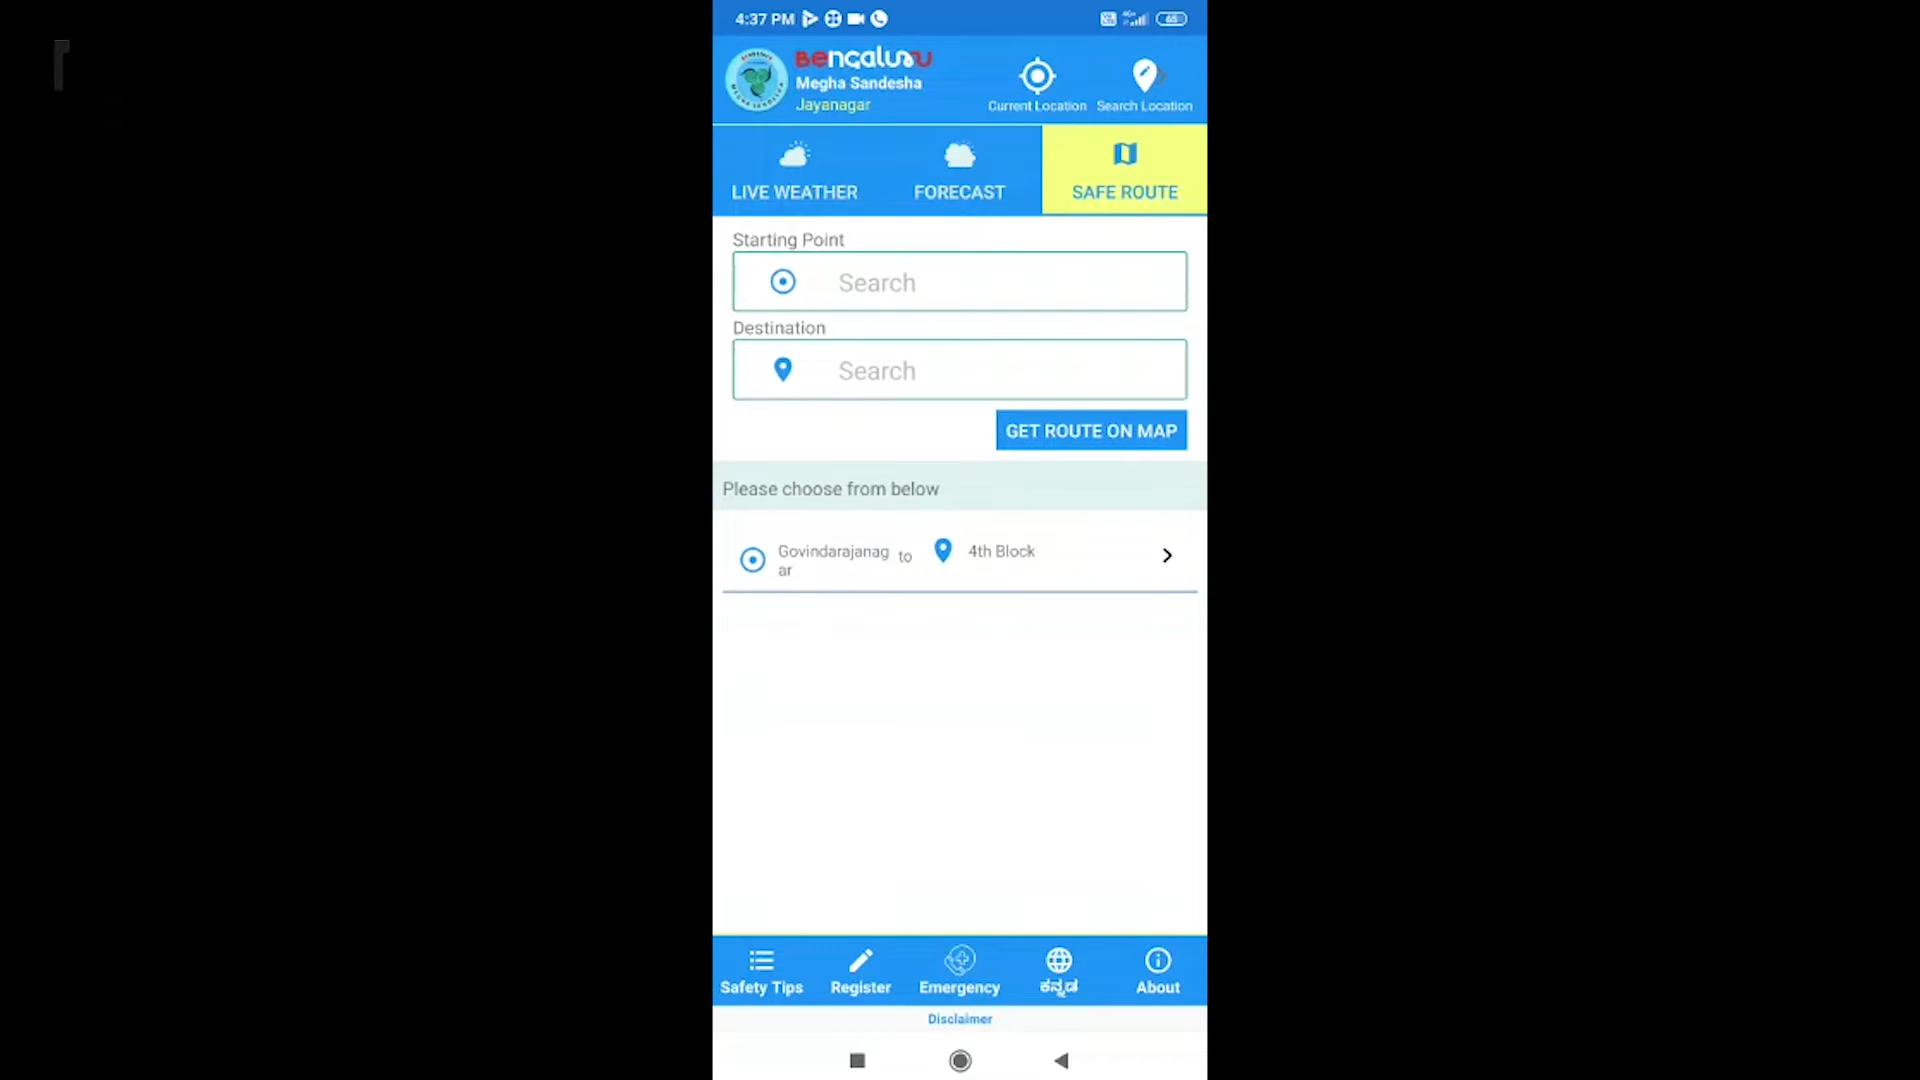 4:37 PM
65
Bengaluru
Megha Sandesha
Jayanagar
Current Location
Search Location
LIVE WEATHER
FORECAST
SAFE ROUTE
Starting Point
Search
Destination
Search
GET ROUTE ON MAP
Please choose from below
Govindarajanag
ar
to
4th Block
Safety Tips
Register
Emergency
ಕನ್ನಡ
About
Disclaimer